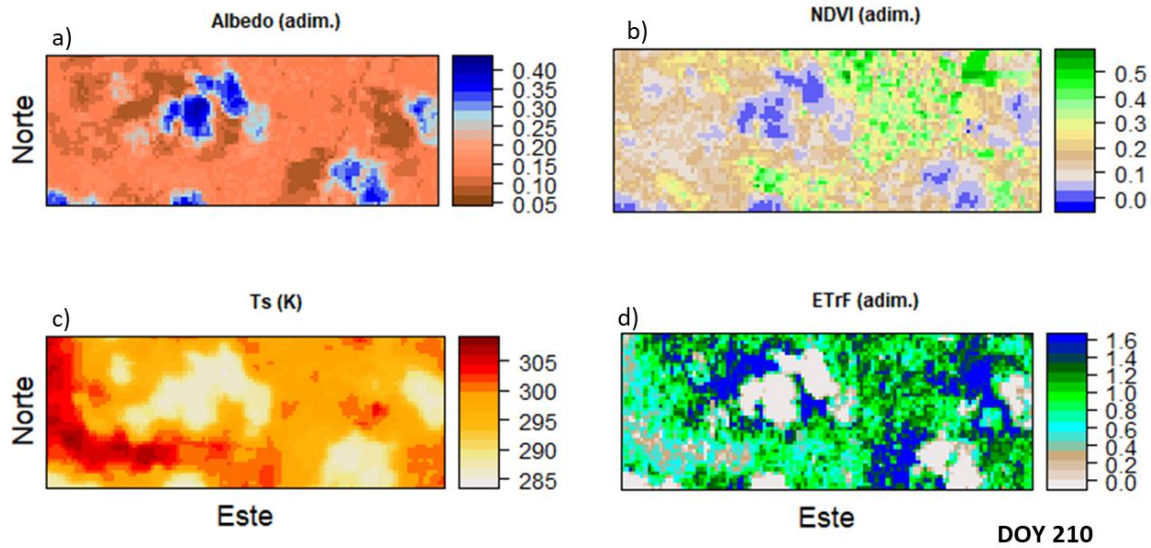 a)
Albedo (adim.)
Norte
0.40
0.35
0.30
0.25
0.20
0.15
0.10
0.05
b)
NDVI (adim.)
0.5
0.4
0.3
0.2
0.1
0.0
c)
Ts (K)
Norte
305
300
295
290
285
Este
d)
ETrF (adim.)
1.6
1.4
1.2
1.0
0.8
0.6
0.4
0.2
0.0
Este
DOY 210